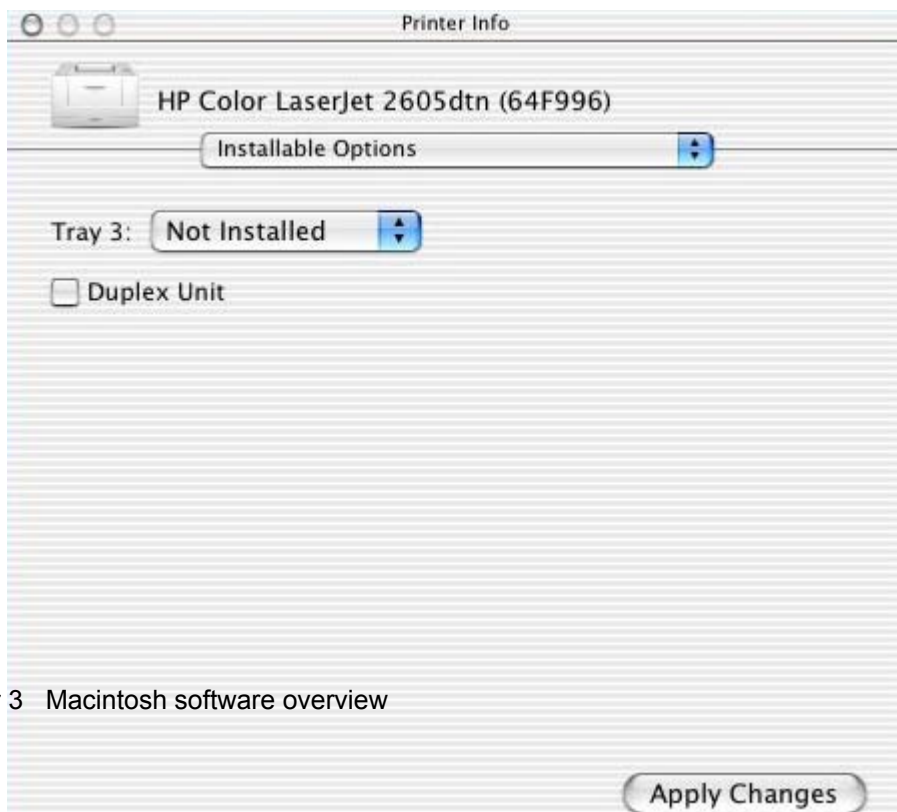 Printer Info
HP Color LaserJet 2605dtn (64F996)
Installable Options
Tray 3: Not Installed
Duplex Unit
3 Macintosh software overview
Apply Changes